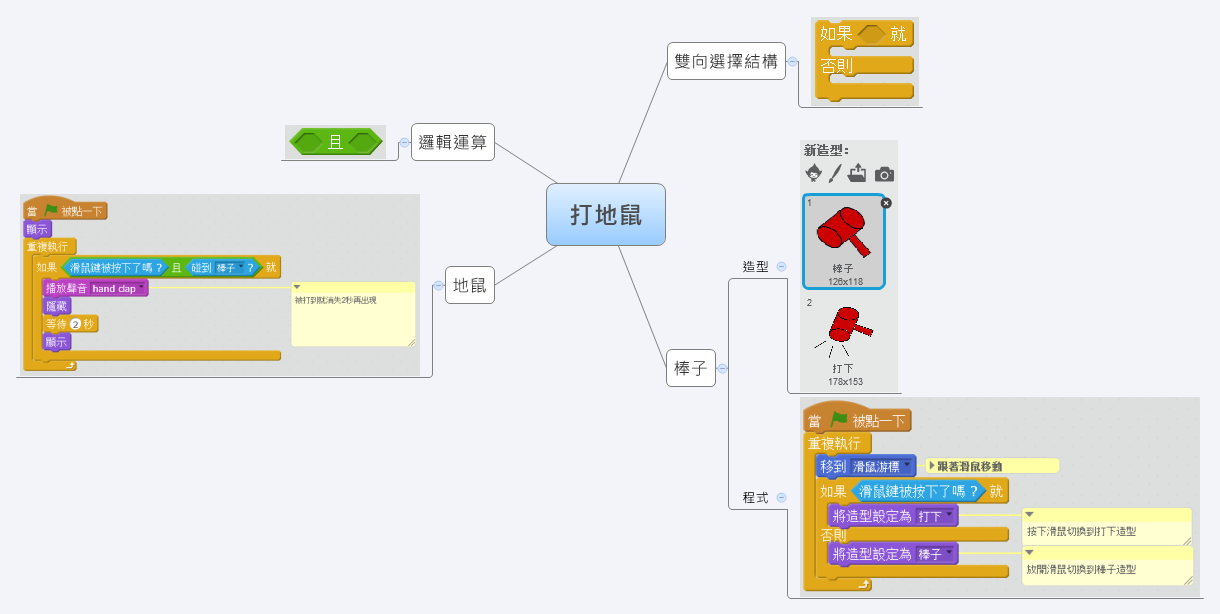 打地鼠
雙向選擇結構
如果 就
否則
邏輯運算
且
地鼠
當 被點一下
顯示
重複執行
如果 滑鼠鍵被按下了嗎? 且 碰到 棒子 ? 就
播放聲音 hand clap
隱藏
等待 2 秒
顯示
被打到就消失2秒再出現
棒子
造型
新造型:
1
棒子
126x118
2
打下
178x153
程式
當 被點一下
重複執行
移到 滑鼠游標
跟著滑鼠移動
如果 滑鼠鍵被按下了嗎? 就
將造型設定為 打下
按下滑鼠切換到打下造型
否則
將造型設定為 棒子
放開滑鼠切換到棒子造型